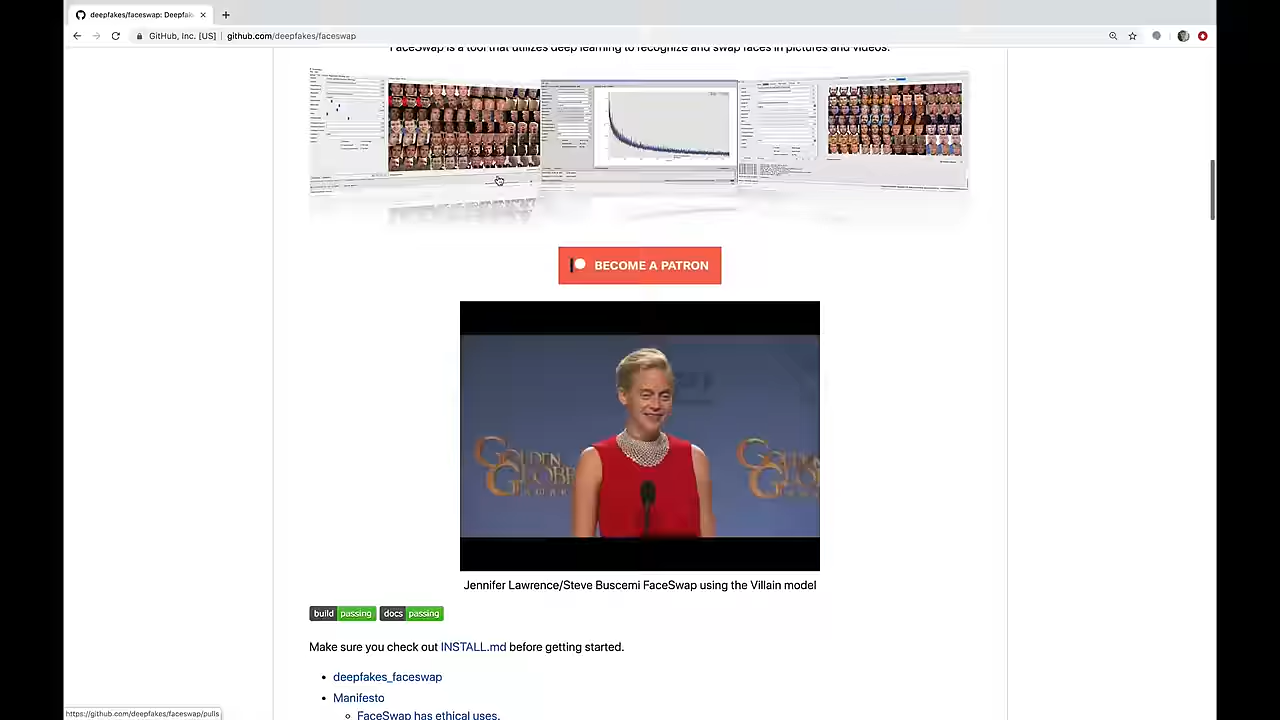 deepfakes/faceswap: Deepfak
GitHub, Inc. [US]
github.com/deepfakes/faceswap
FaceSwap is a tool that utilizes deep learning to recognize and swap faces in pictures and videos.
BECOME A PATRON
GOLDEN GLOBE
GOLDEN
Jennifer Lawrence/Steve Buscemi FaceSwap using the Villain model
build passing docs passing
Make sure you check out INSTALL.md before getting started.
• deepfakes_faceswap
• Manifesto
FaceSwap has ethical uses.
https://github.com/deepfakes/faceswap/pulls